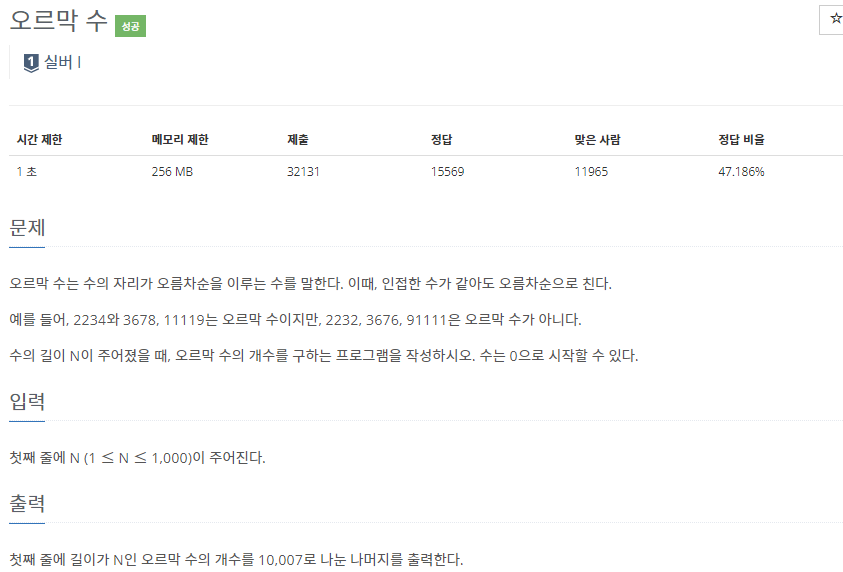 오르막 수 성공
1 실버 I
시간 제한 메모리 제한 제출 정답 맞은 사람 정답 비율
1 초 256 MB 32131 15569 11965 47.186%
문제
오르막 수는 수의 자리가 오름차순을 이루는 수를 말한다. 이때, 인접한 수가 같아도 오름차순으로 친다.
예를 들어, 2234와 3678, 11119는 오르막 수이지만, 2232, 3676, 91111은 오르막 수가 아니다.
수의 길이 N이 주어졌을 때, 오르막 수의 개수를 구하는 프로그램을 작성하시오. 수는 0으로 시작할 수 있다.
입력
첫째 줄에 N (1 ≤ N ≤ 1,000)이 주어진다.
출력
첫째 줄에 길이가 N인 오르막 수의 개수를 10,007로 나눈 나머지를 출력한다.